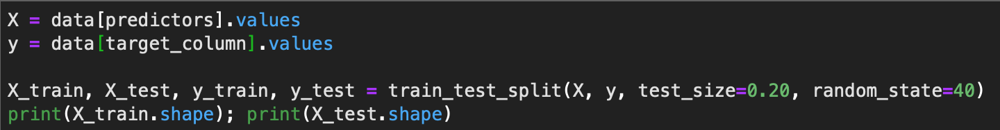 X = data[predictors].values
y = data[target_column].values
X_train, X_test, y_train, y_test = train_test_split(X, y, test_size=0.20, random_state=40)
print(X_train.shape); print(X_test.shape)